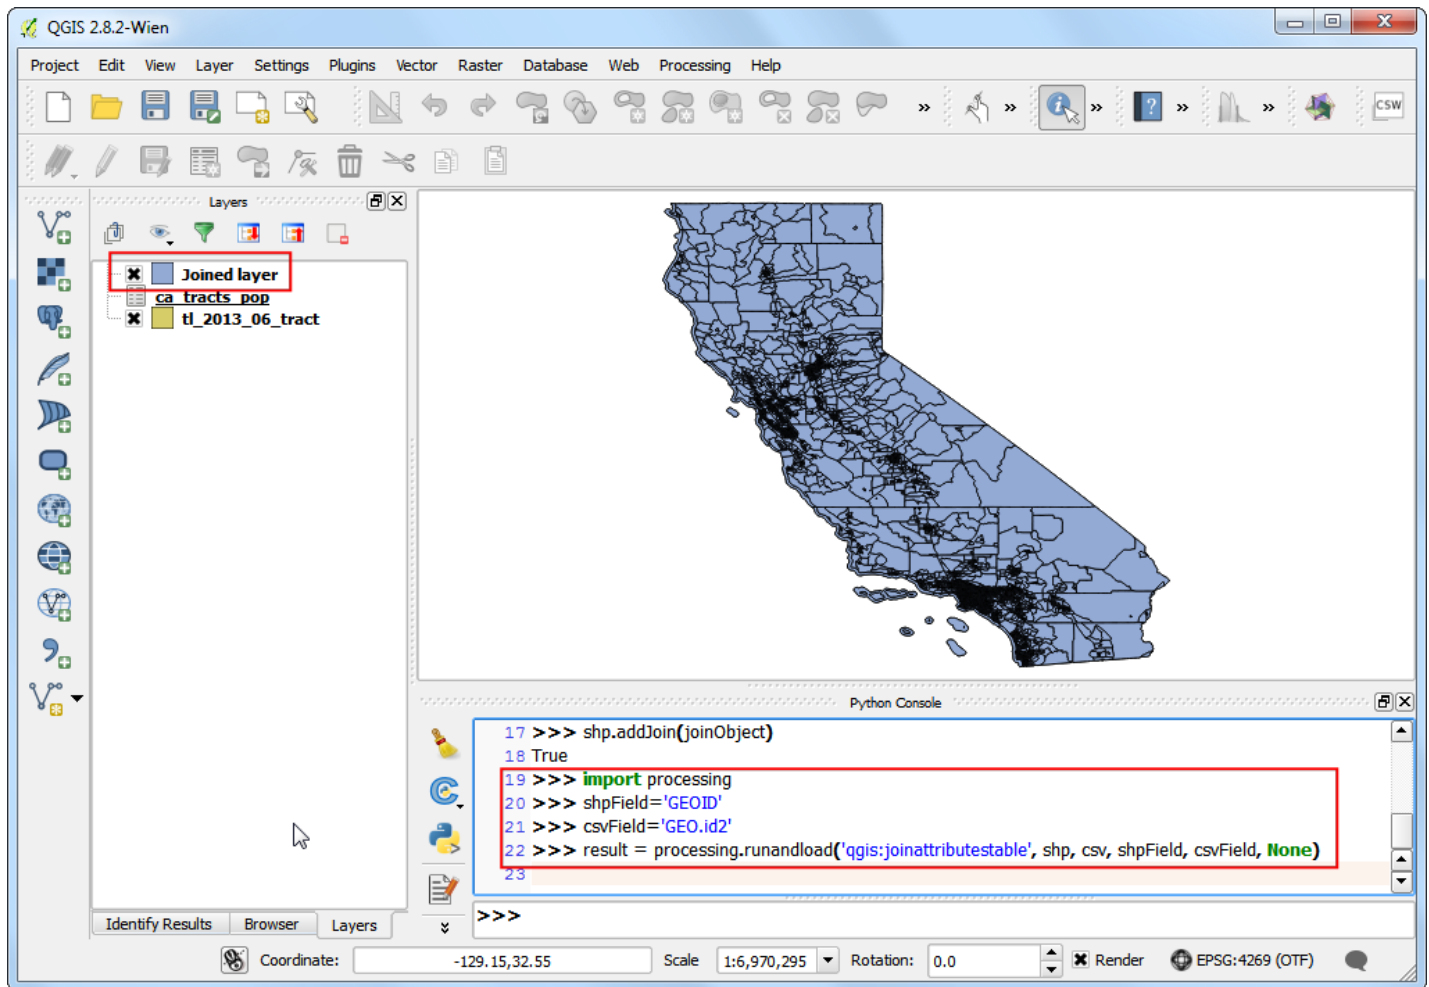 QGIS 2.8.2-Wien
Project Edit View Layer Settings Plugins Vector Raster Database Web Processing Help
» » » » » CSW
Layers
Joined layer
ca_tracts_pop
tl_2013_06_tract
Python Console
17 >>> shp.addJoin(joinObject)
18 True
19 >>> import processing
20 >>> shpField='GEOID'
21 >>> csvField='GEO.id2'
22 >>> result = processing.runandload('qgis:joinattributestable', shp, csv, shpField, csvField, None)
23
>>>
Identify Results Browser Layers
Coordinate: -129.15,32.55 Scale 1:6,970,295 Rotation: 0.0 Render EPSG:4269 (OTF)